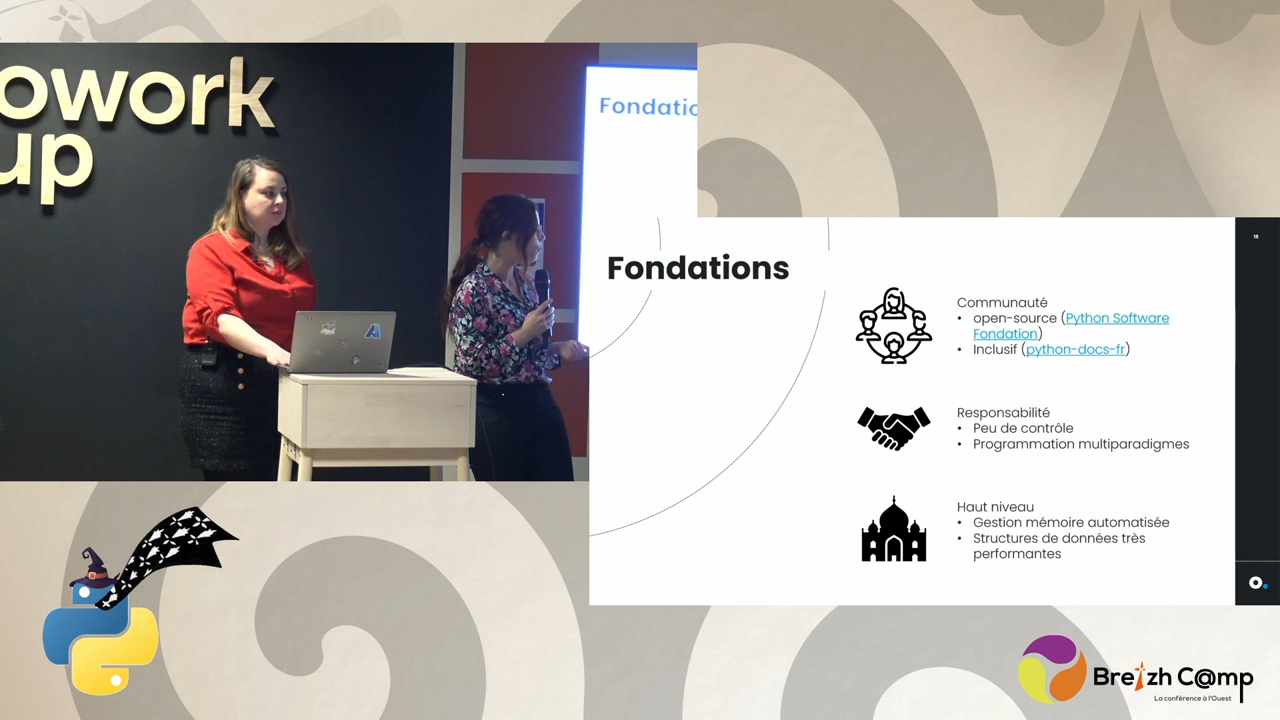 owork
up
Fondatio
Fondations
18
Communauté
• open-source (Python Software
Fondation)
• Inclusif (python-docs-fr)
Responsabilité
• Peu de contrôle
• Programmation multiparadigmes
Haut niveau
• Gestion mémoire automatisée
• Structures de données très
performantes
o.
Breizh C@mp
La conférence à l'Ouest